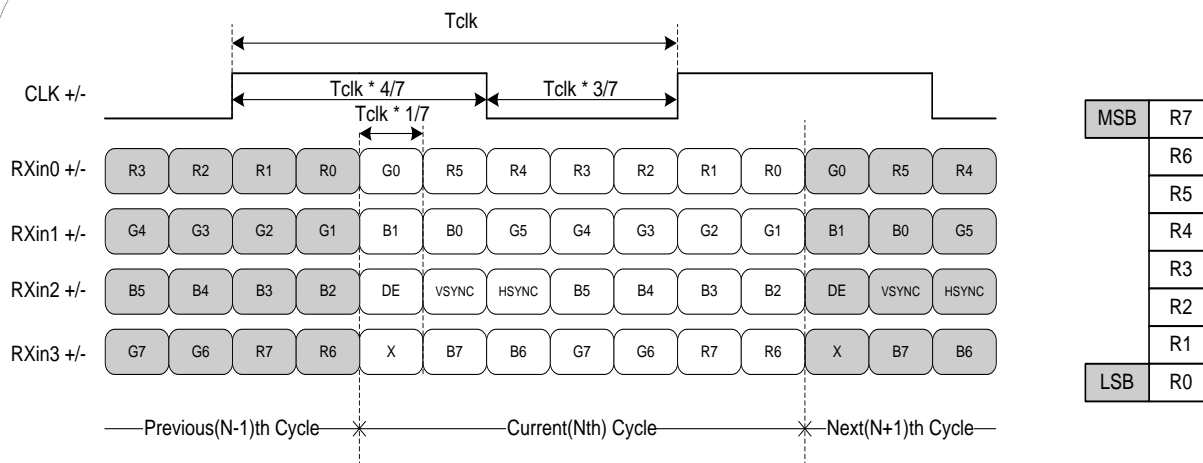 Tclk
CLK +/-
Tclk * 4/7
Tclk * 3/7
Tclk * 1/7
RXin0 +/- R3 R2 R1 R0 G0 R5 R4 R3 R2 R1 R0 G0 R5 R4
RXin1 +/- G4 G3 G2 G1 B1 B0 G5 G4 G3 G2 G1 B1 B0 G5
RXin2 +/- B5 B4 B3 B2 DE VSYNC HSYNC B5 B4 B3 B2 DE VSYNC HSYNC
RXin3 +/- G7 G6 R7 R6 X B7 B6 G7 G6 R7 R6 X B7 B6
Previous(N-1)th Cycle Current(Nth) Cycle Next(N+1)th Cycle
MSB R7
R6
R5
R4
R3
R2
R1
LSB R0